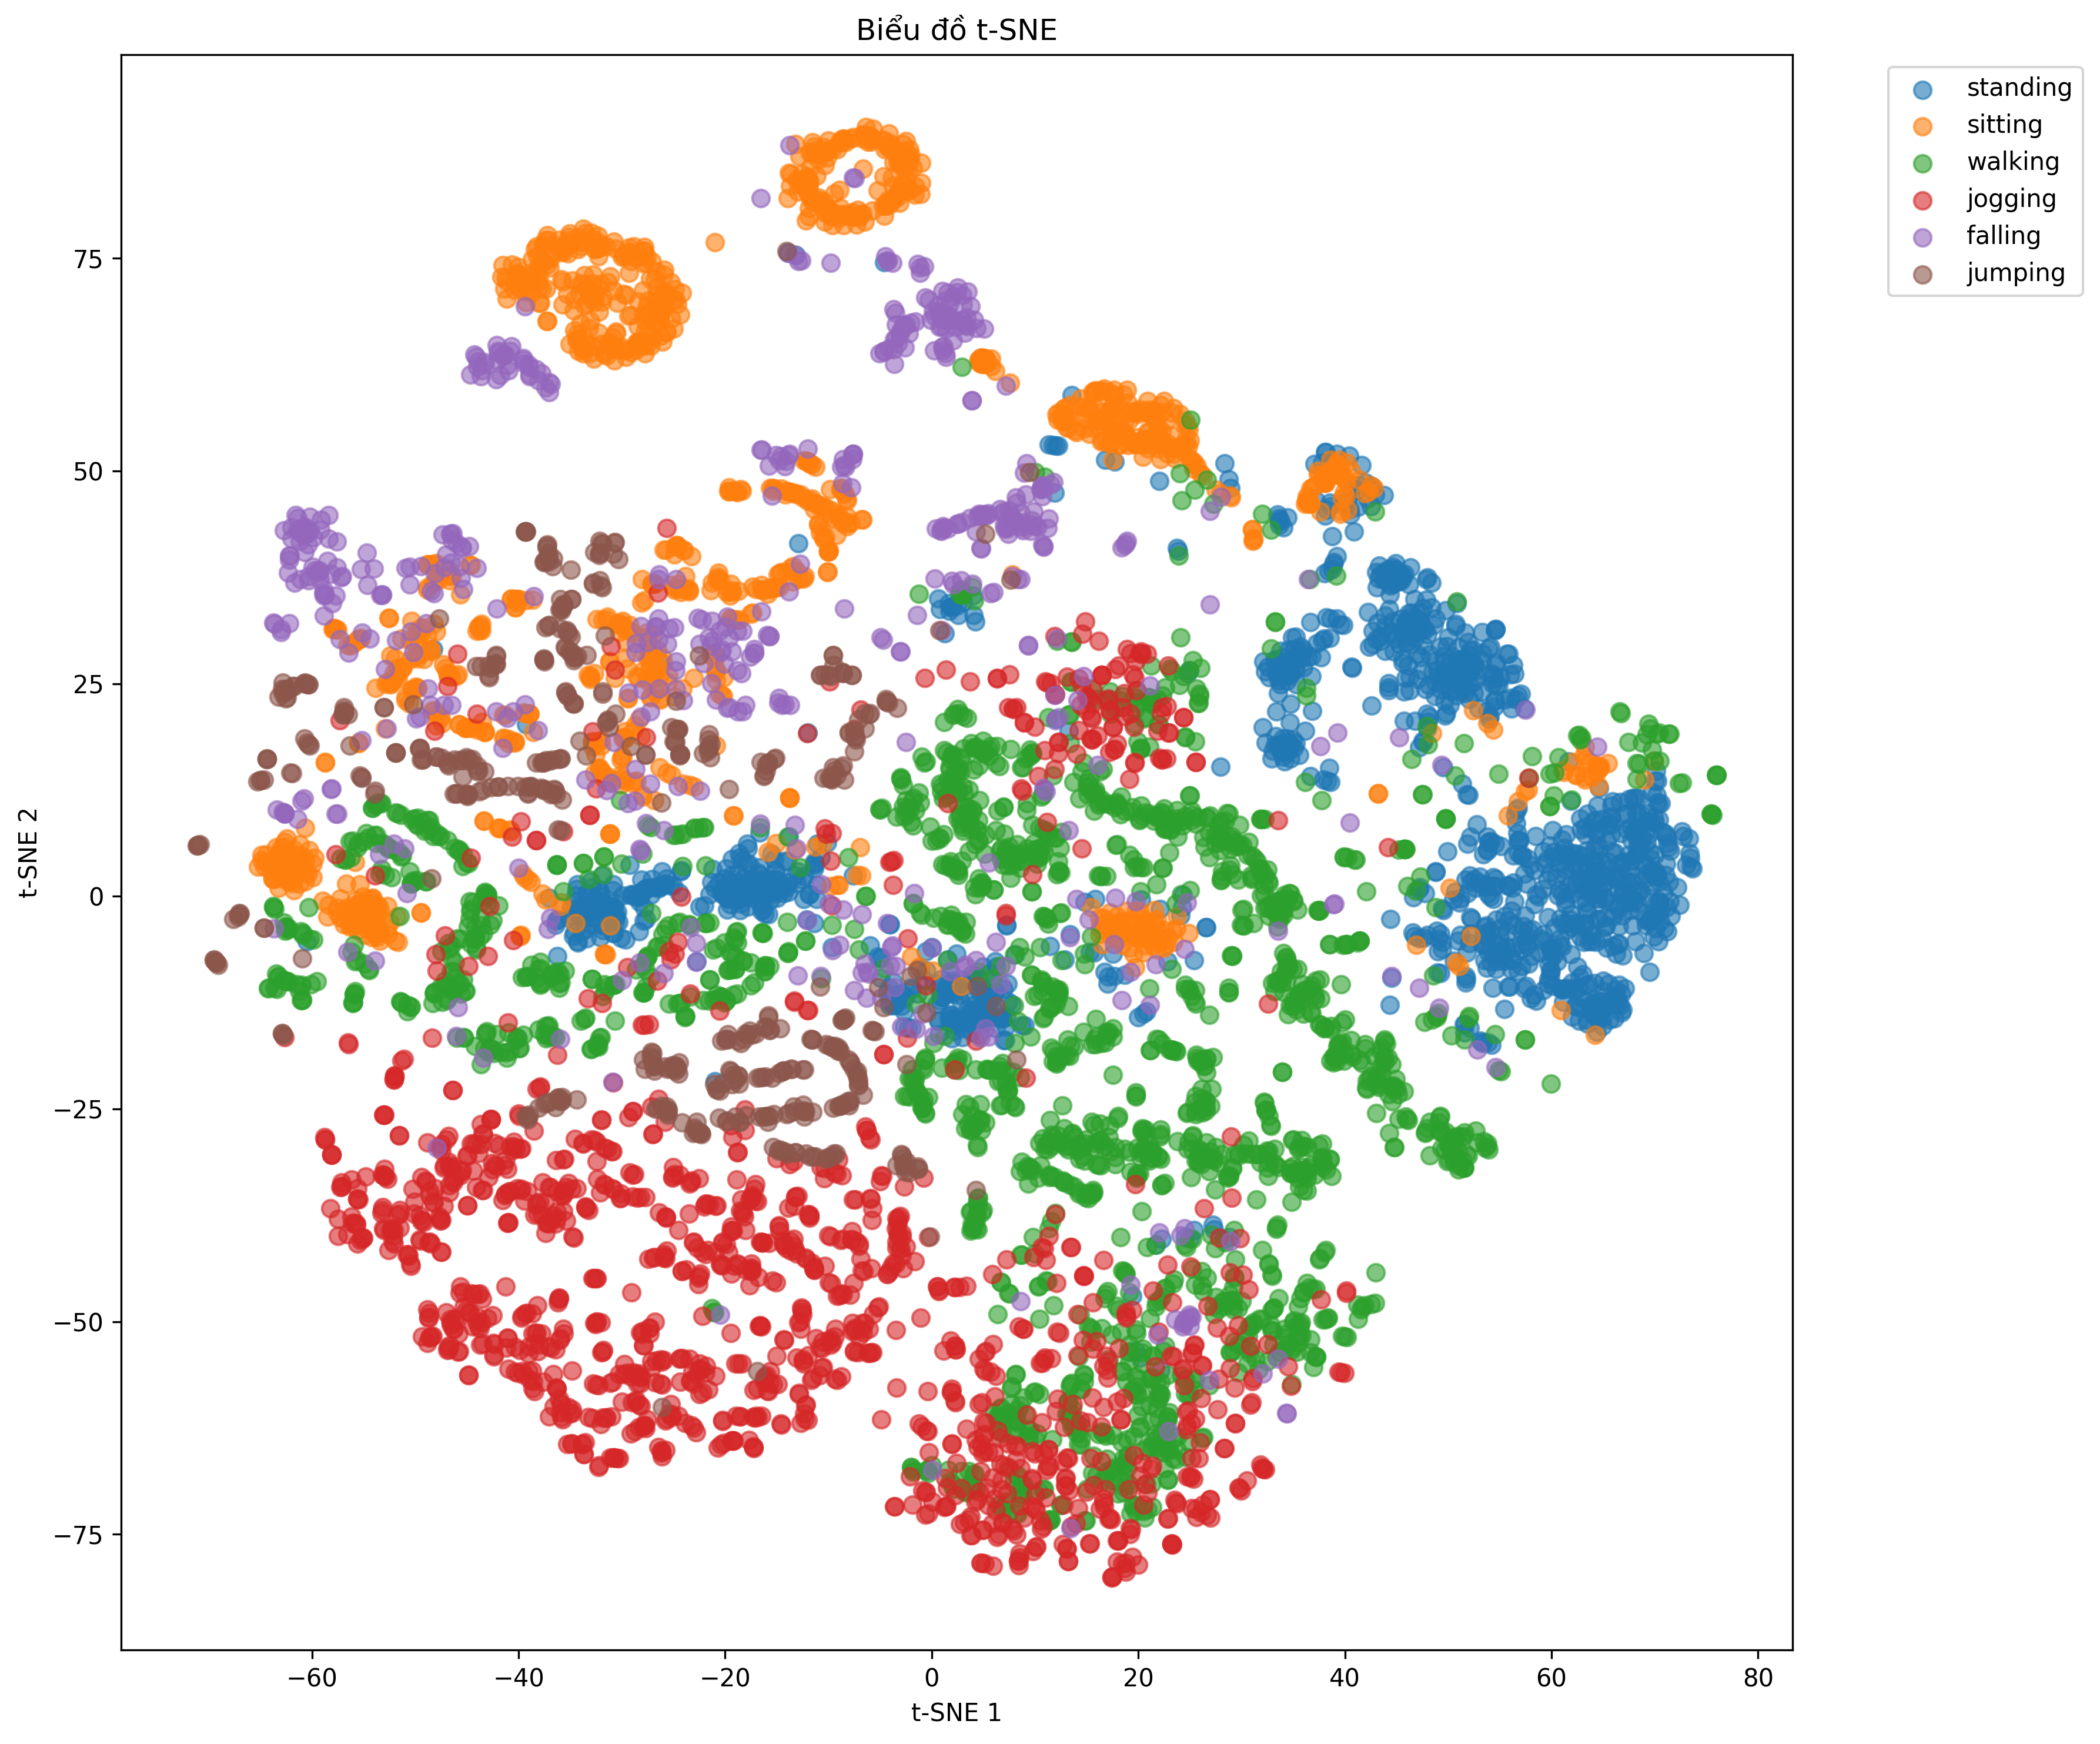 Biểu đồ t-SNE
standing
sitting
walking
jogging
falling
jumping
75
50
25
0
−25
−50
−75
t-SNE 2
−60
−40
−20
0
20
40
60
80
t-SNE 1